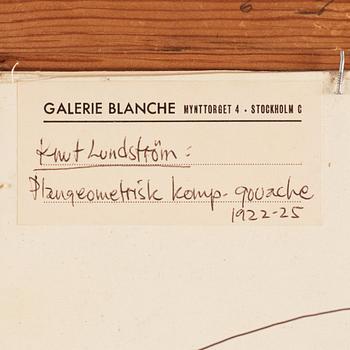 GALERIE BLANCHE MYNTTORGET 4 • STOCKHOLM C
Knut Lundström:
Plangeometrisk komp. gouache
1922-25